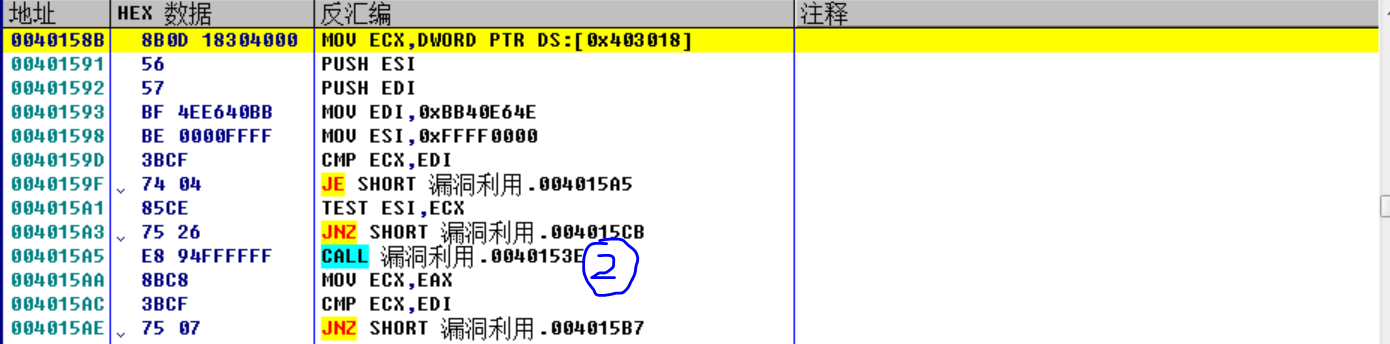 地址 HEX 数据 反汇编 注释
0040158B 8B0D 18304000 MOV ECX,DWORD PTR DS:[0x403018]
00401591 56 PUSH ESI
00401592 57 PUSH EDI
00401593 BF 4EE640BB MOV EDI,0xBB40E64E
00401598 BE 0000FFFF MOV ESI,0xFFFF0000
0040159D 3BCF CMP ECX,EDI
0040159F 74 04 JE SHORT 漏洞利用.004015A5
004015A1 85CE TEST ESI,ECX
004015A3 75 26 JNZ SHORT 漏洞利用.004015CB
004015A5 E8 94FFFFFF CALL 漏洞利用.0040153E 2
004015AA 8BC8 MOV ECX,EAX
004015AC 3BCF CMP ECX,EDI
004015AE 75 07 JNZ SHORT 漏洞利用.004015B7